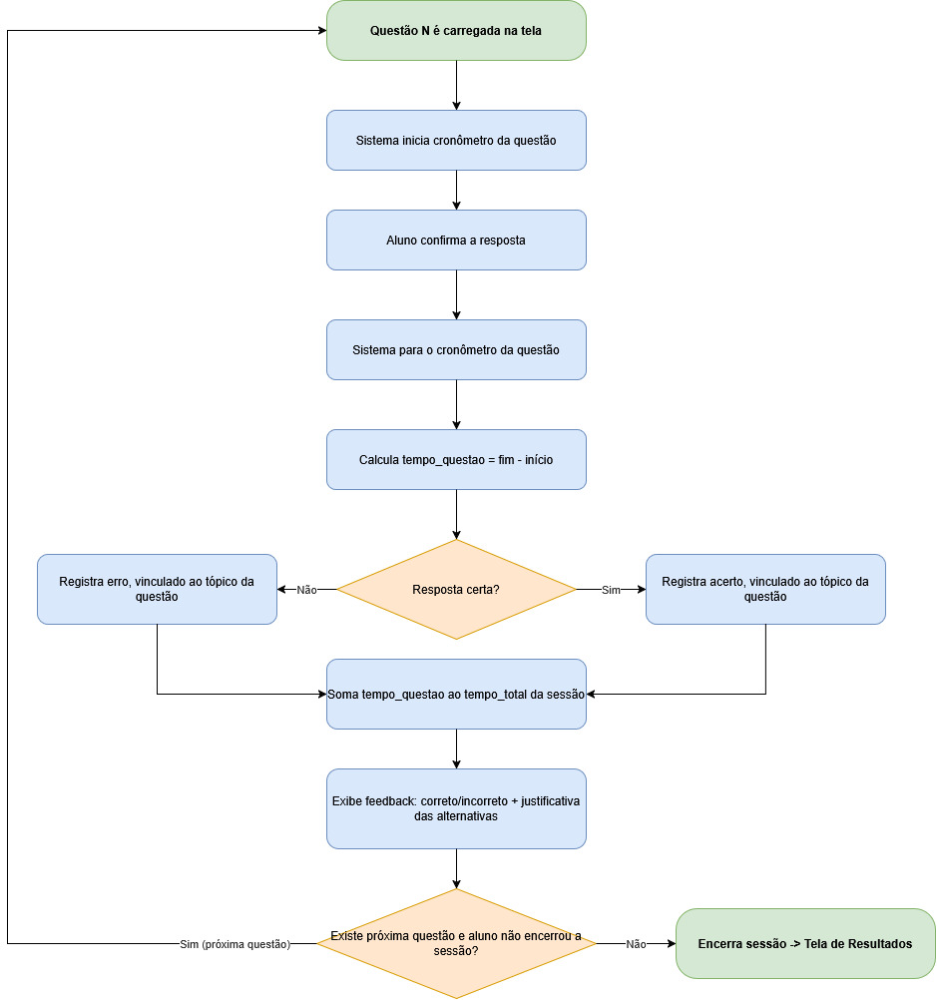 Questão N é carregada na tela
Sistema inicia cronômetro da questão
Aluno confirma a resposta
Sistema para o cronômetro da questão
Calcula tempo_questao = fim - início
Resposta certa?
Não
Sim
Registra erro, vinculado ao tópico da
questão
Registra acerto, vinculado ao tópico da
questão
Soma tempo_questao ao tempo_total da sessão
Exibe feedback: correto/incorreto + justificativa
das alternativas
Existe próxima questão e aluno não encerrou a
sessão?
Sim (próxima questão)
Não
Encerra sessão -> Tela de Resultados